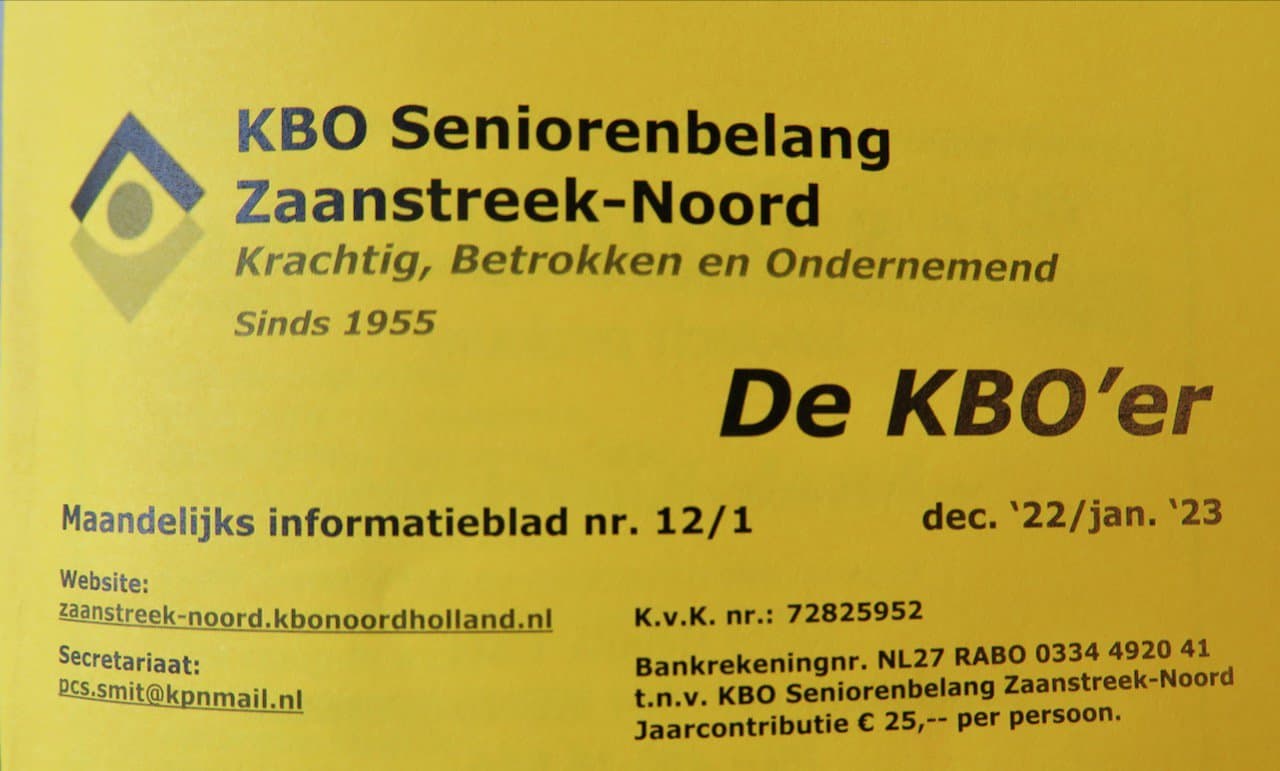 KBO Seniorenbelang
Zaanstreek-Noord
Krachtig, Betrokken en Ondernemend
Sinds 1955
De KBO’er
Maandelijks informatieblad nr. 12/1
dec. ‘22/jan. ‘23
Website:
zaanstreek-noord.kbonoordholland.nl
Secretariaat:
pcs.smit@kpnmail.nl
K.v.K. nr.: 72825952
Bankrekeningnr. NL27 RABO 0334 4920 41
t.n.v. KBO Seniorenbelang Zaanstreek-Noord
Jaarcontributie € 25,-- per persoon.